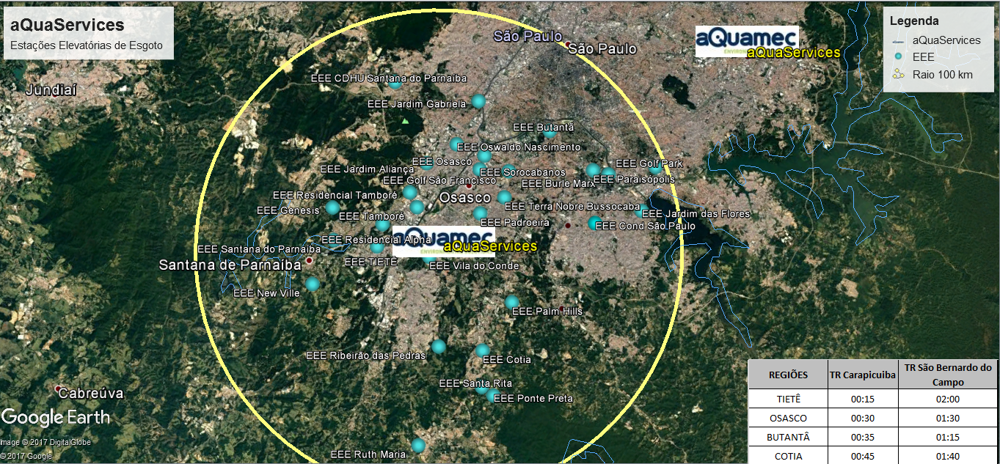 aQuaServices
Estações Elevatórias de Esgoto
Legenda
aQuaServices
EEE
Raio 100 km
aQuamec
aQuaServices
São Paulo
São Paulo
Jundiaí
EEE CDHU Santana do Parnaíba
EEE Jardim Gabriela
EEE Butantã
EEE Oswaldo Nascimento
EEE Osasco
EEE Golf Park
EEE Jardim Aliança
EEE Sorocabanos
EEE Golf São Francisco
EEE Burle Marx
EEE Paraisópolis
EEE Residencial Tamboré
Osasco
EEE Genesis
EEE Terra Nobre Bussocaba
EEE Tamboré
EEE Jardim das Flores
EEE Padroeira
EEE Cond São Paulo
EEE Residencial Alpha
aQuamec
aQuaServices
EEE Santana do Parnaíba
Santana de Parnaíba
EEE TIETÊ
EEE Vila do Conde
EEE New Ville
EEE Palm Hills
EEE Ribeirão das Pedras
EEE Cotia
EEE Santa Rita
EEE Ponte Preta
Cabreúva
EEE Ruth Maria
Google Earth
Image © 2017 DigitalGlobe
© 2017 Google
REGIÕES TR Carapicuiba TR São Bernardo do Campo
TIETÊ 00:15 02:00
OSASCO 00:30 01:30
BUTANTÃ 00:35 01:15
COTIA 00:45 01:40